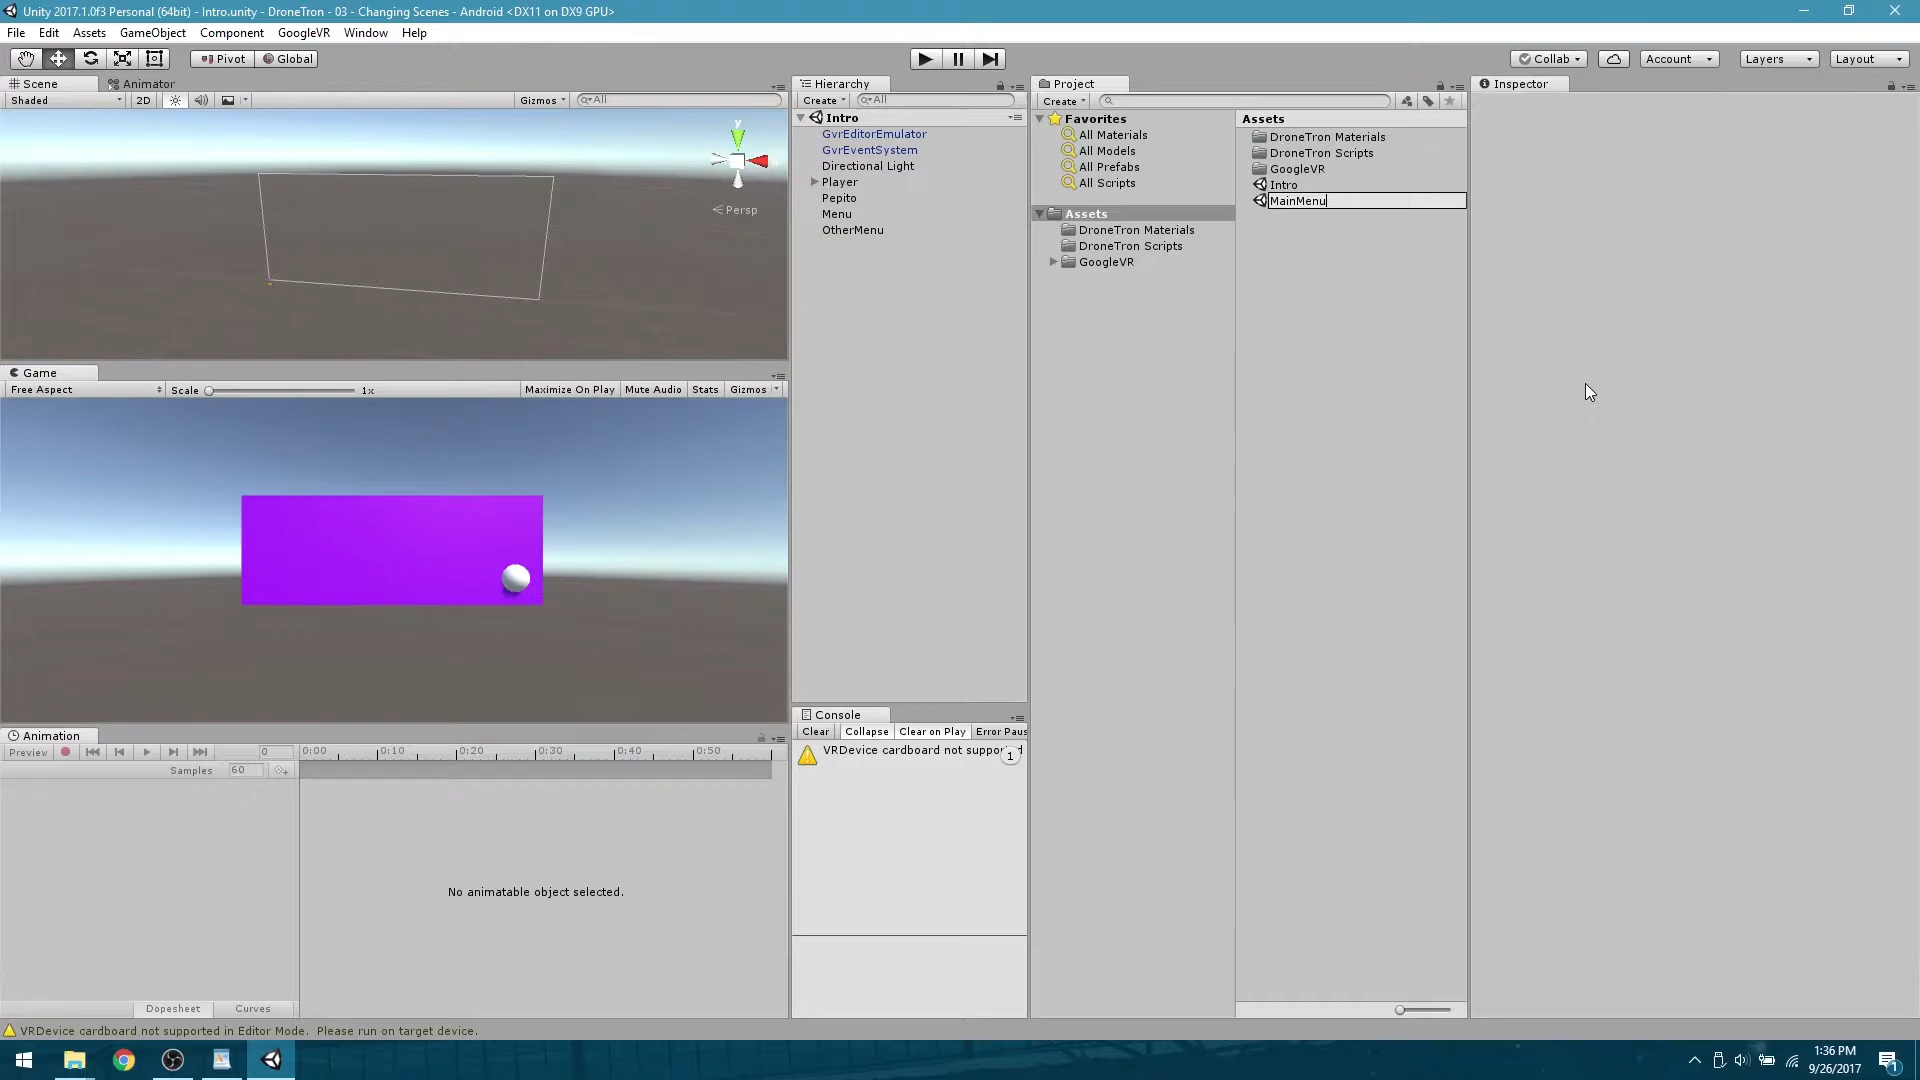 Unity 2017.1.0f3 Personal (64bit) - Intro.unity - DroneTron - 03 - Changing Scenes - Android <DX11 on DX9 GPU>
File Edit Assets GameObject Component GoogleVR Window Help
Pivot Global Collab Account Layers Layout
Scene Animator
Shaded 2D Gizmos All
y
Persp
Game
Free Aspect Scale 1x Maximize On Play Mute Audio Stats Gizmos
Animation
Preview 0 0:00 0:10 0:20 0:30 0:40 0:50
Samples 60
No animatable object selected.
Dopesheet Curves
Hierarchy
Create All
Intro
GvrEditorEmulator
GvrEventSystem
Directional Light
Player
Pepito
Menu
OtherMenu
Console
Clear Collapse Clear on Play Error Paus
VRDevice cardboard not suppo
1
Project
Create
Favorites
All Materials
All Models
All Prefabs
All Scripts
Assets
DroneTron Materials
DroneTron Scripts
GoogleVR
Assets
DroneTron Materials
DroneTron Scripts
GoogleVR
Intro
MainMenu
Inspector
VRDevice cardboard not supported in Editor Mode. Please run on target device.
1:36 PM
9/26/2017
1